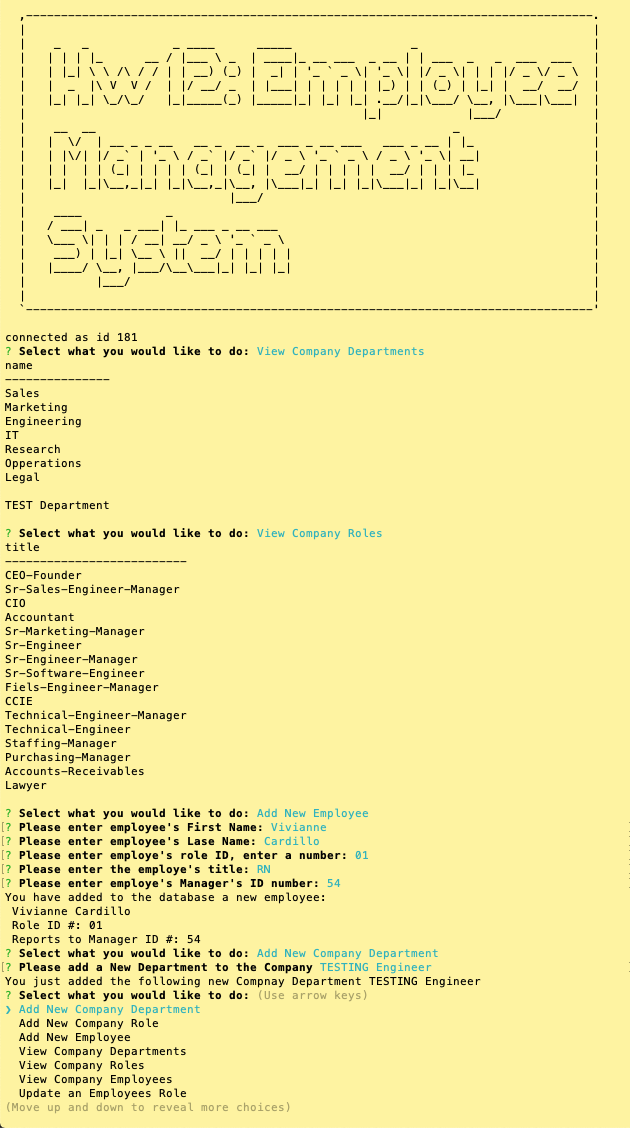 Hw 12: Employee
Management
System
connected as id 181
? Select what you would like to do: View Company Departments
name
---------------
Sales
Marketing
Engineering
IT
Research
Opperations
Legal
TEST Department
? Select what you would like to do: View Company Roles
title
--------------------------
CEO-Founder
Sr-Sales-Engineer-Manager
CIO
Accountant
Sr-Marketing-Manager
Sr-Engineer
Sr-Engineer-Manager
Sr-Software-Engineer
Fiels-Engineer-Manager
CCIE
Technical-Engineer-Manager
Technical-Engineer
Staffing-Manager
Purchasing-Manager
Accounts-Receivables
Lawyer
? Select what you would like to do: Add New Employee
[? Please enter employee's First Name: Vivianne
[? Please enter employee's Lase Name: Cardillo
[? Please enter employe's role ID, enter a number: 01
[? Please enter the employe's title: RN
[? Please enter employe's Manager's ID number: 54
You have added to the database a new employee:
Vivianne Cardillo
Role ID #: 01
Reports to Manager ID #: 54
? Select what you would like to do: Add New Company Department
[? Please add a New Department to the Company TESTING Engineer
You just added the following new Compnay Department TESTING Engineer
? Select what you would like to do: (Use arrow keys)
❯ Add New Company Department
Add New Company Role
Add New Employee
View Company Departments
View Company Roles
View Company Employees
Update an Employees Role
(Move up and down to reveal more choices)